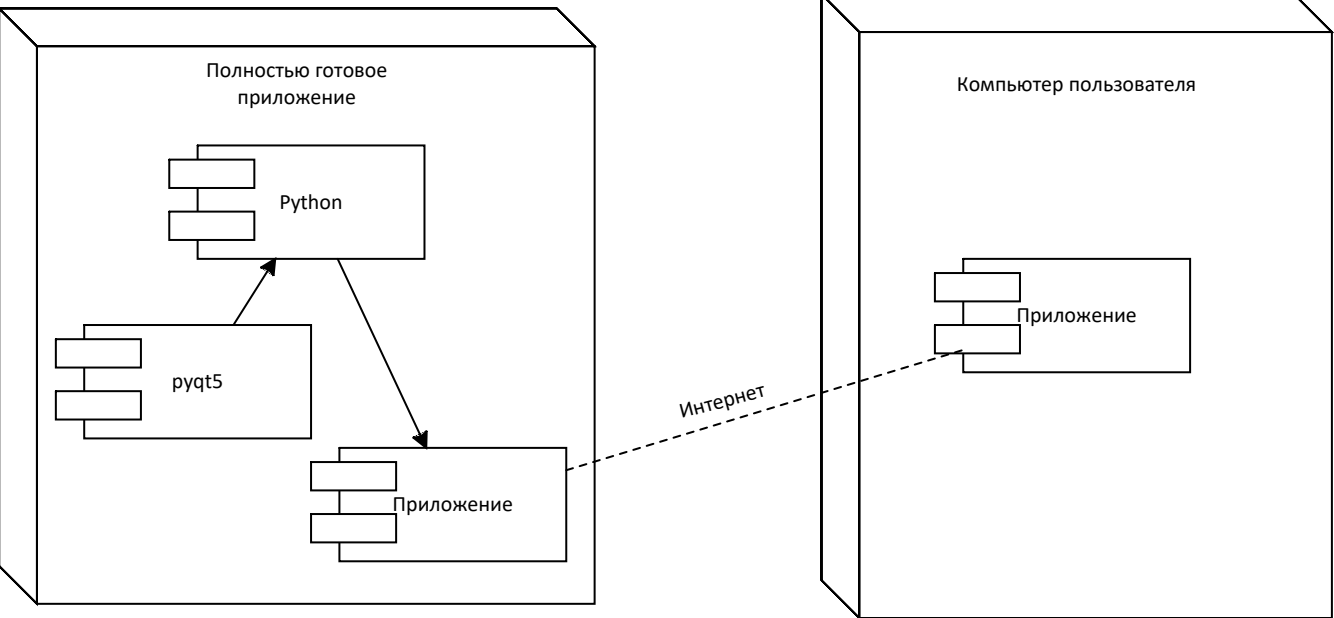 Полностью готовое
приложение
Python
pyqt5
Приложение
Интернет
Компьютер пользователя
Приложение